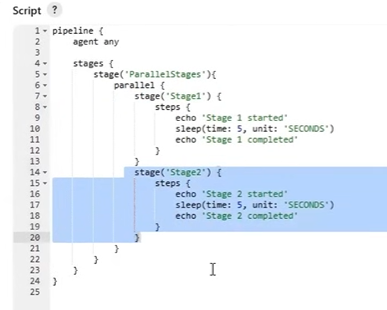 Script ?
1 pipeline {
2 agent any
3
4 stages {
5 stage('ParallelStages'){
6 parallel {
7 stage('Stage1') {
8 steps {
9 echo 'Stage 1 started'
10 sleep(time: 5, unit: 'SECONDS')
11 echo 'Stage 1 completed'
12 }
13 }
14 stage('Stage2') {
15 steps {
16 echo 'Stage 2 started'
17 sleep(time: 5, unit: 'SECONDS')
18 echo 'Stage 2 completed'
19 }
20 }
21 }
22 }
23 }
24 }
25